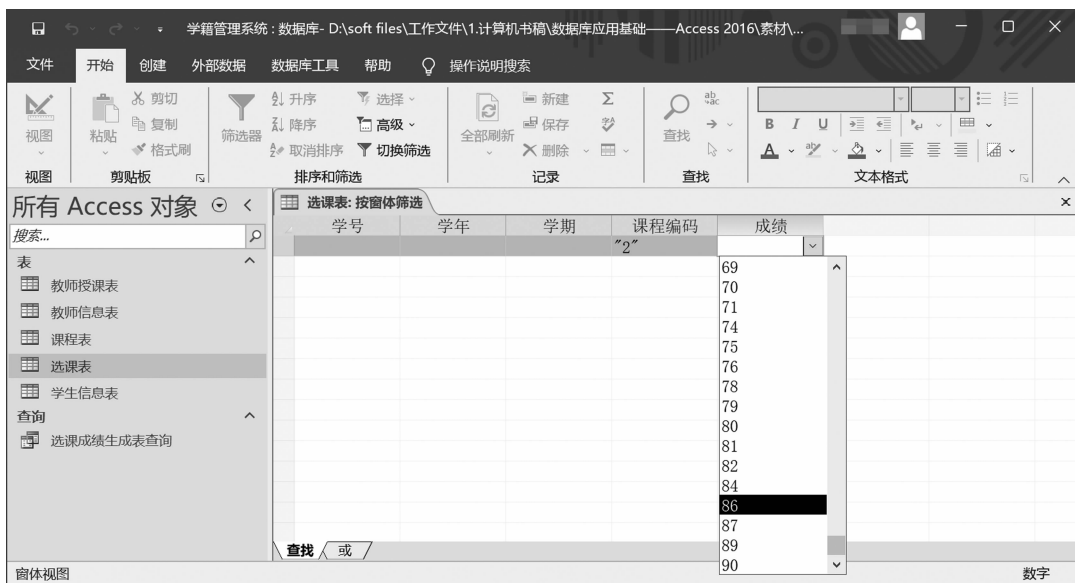 学籍管理系统 : 数据库- D:\soft files\工作文件\1.计算机书稿\数据库应用基础——Access 2016\素材\...
文件 开始 创建 外部数据 数据库工具 帮助 操作说明搜索
视图
粘贴
剪切
复制
格式刷
筛选器
升序
降序
取消排序
选择
高级
切换筛选
全部刷新
新建
保存
删除
查找
B I U
A
视图 剪贴板 排序和筛选 记录 查找 文本格式
所有 Access 对象
搜索...
表
教师授课表
教师信息表
课程表
选课表
学生信息表
查询
选课成绩生成表查询
选课表: 按窗体筛选
学号 学年 学期 课程编码 成绩
"2"
69
70
71
74
75
76
78
79
80
81
82
84
86
87
89
90
查找 或
窗体视图 数字